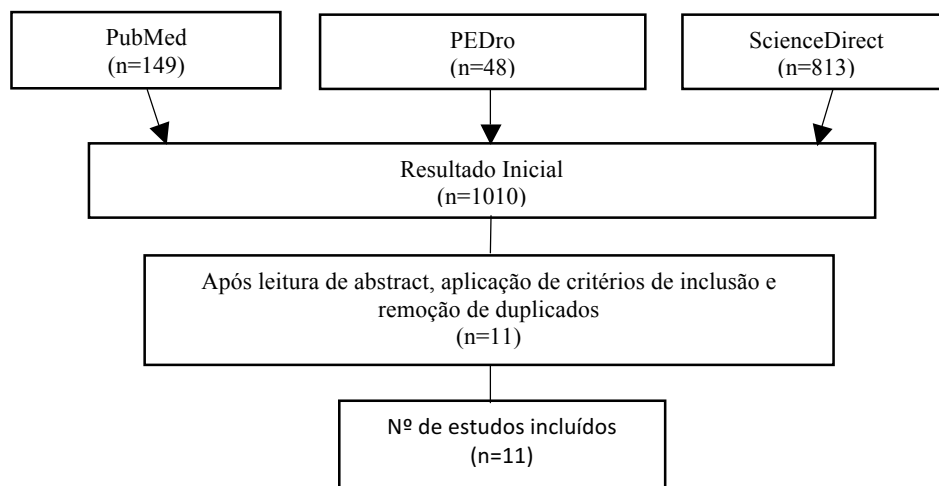 PubMed
(n=149)
PEDro
(n=48)
ScienceDirect
(n=813)
Resultado Inicial
(n=1010)
Após leitura de abstract, aplicação de critérios de inclusão e
remoção de duplicados
(n=11)
Nº de estudos incluídos
(n=11)